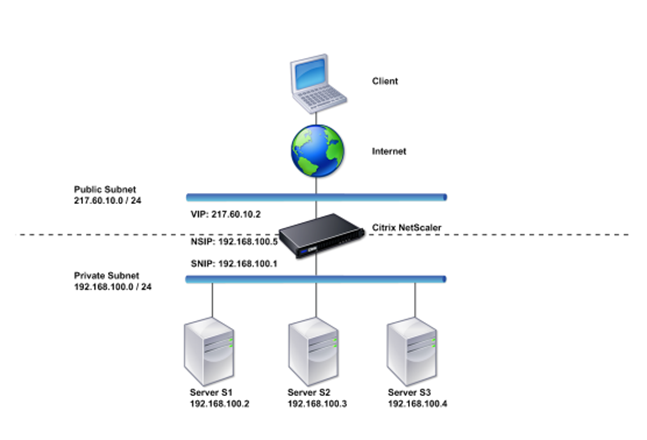 Client
Internet
Public Subnet
217.60.10.0 / 24
VIP: 217.60.10.2
Citrix NetScaler
NSIP: 192.168.100.5
SNIP: 192.168.100.1
Private Subnet
192.168.100.0 / 24
Server S1
192.168.100.2
Server S2
192.168.100.3
Server S3
192.168.100.4